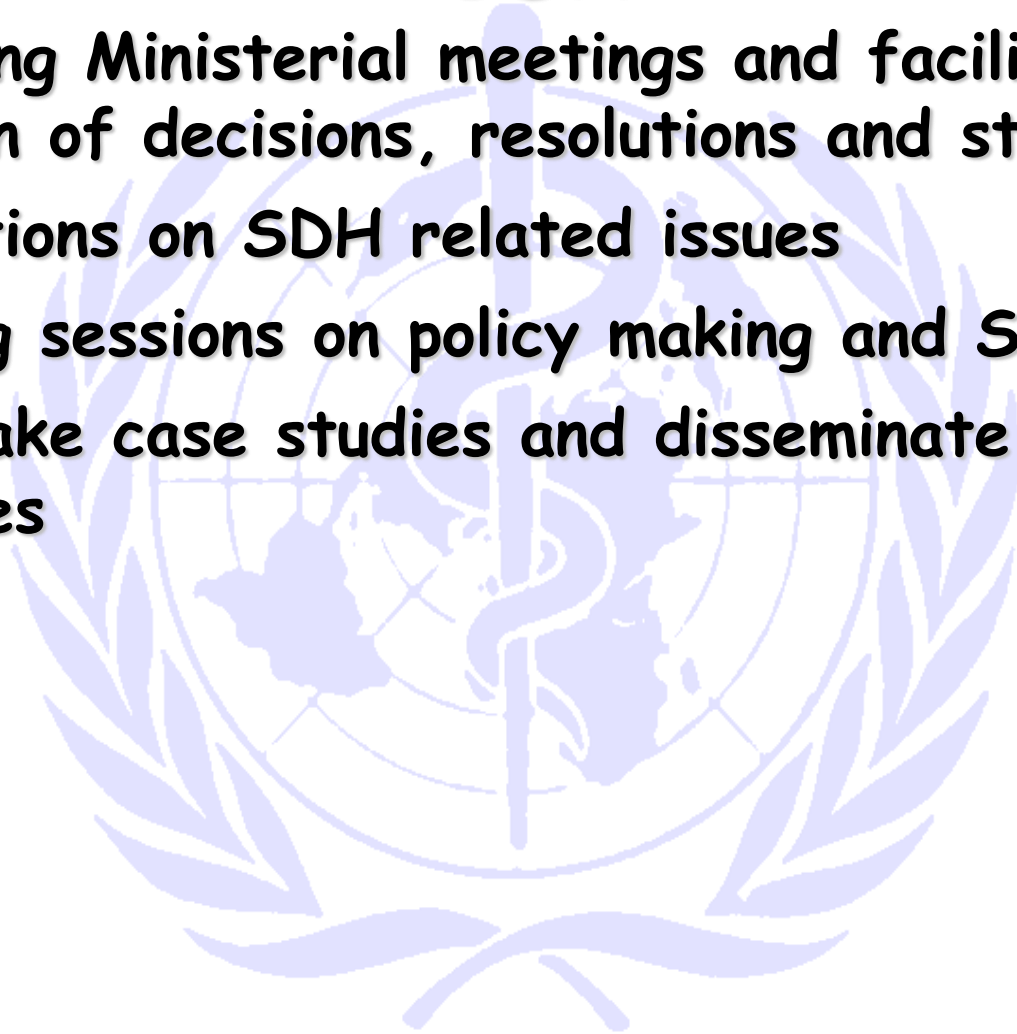 ng Ministerial meetings and facili
n of decisions, resolutions and st
tions on SDH related issues
g sessions on policy making and S
ake case studies and disseminate
es